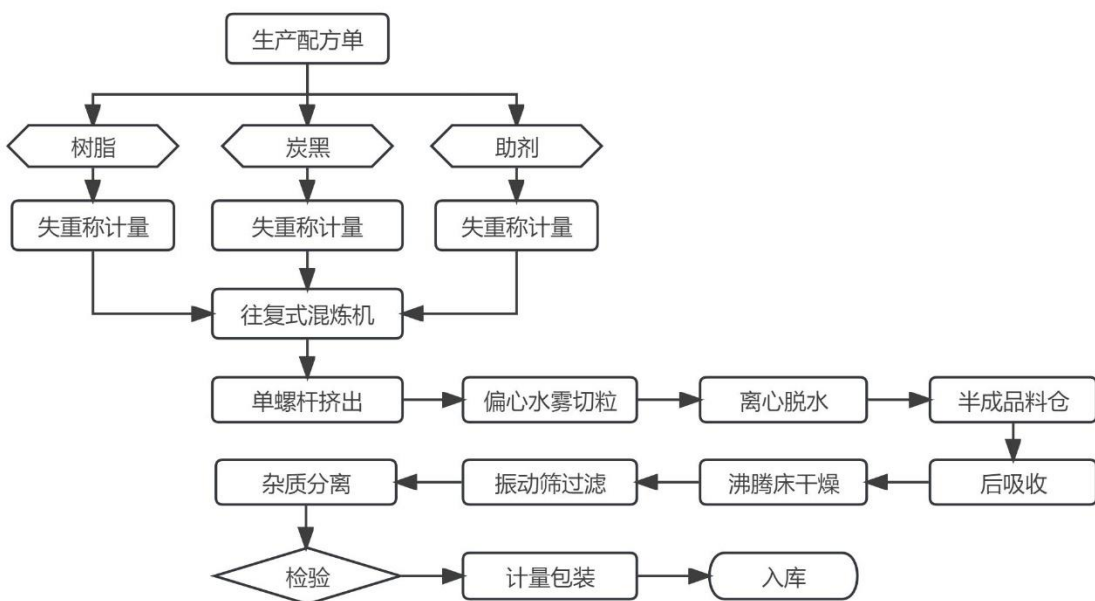 生产配方单
树脂
炭黑
助剂
失重称计量
失重称计量
失重称计量
往复式混炼机
单螺杆挤出
偏心水雾切粒
离心脱水
半成品料仓
后吸收
沸腾床干燥
振动筛过滤
杂质分离
检验
计量包装
入库